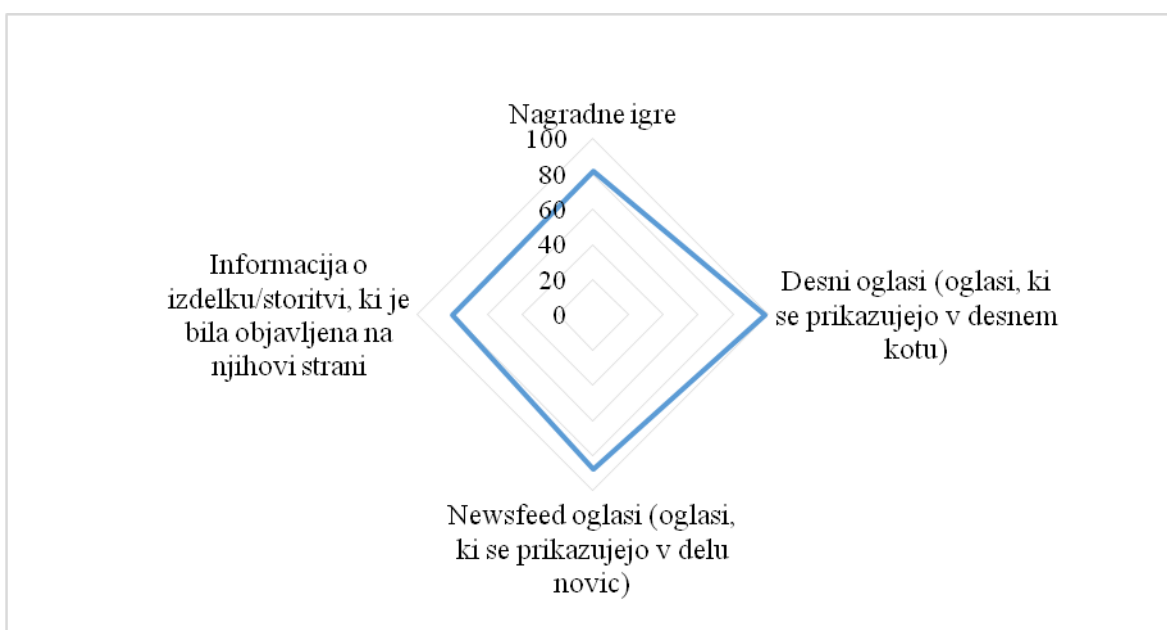 Nagradne igre
100
80
60
40
20
0
Desni oglasi (oglasi, ki
se prikazujejo v desnem
kotu)
Newsfeed oglasi (oglasi,
ki se prikazujejo v delu
novic)
Informacija o
izdelku/storitvi, ki je
bila objavljena na
njihovi strani